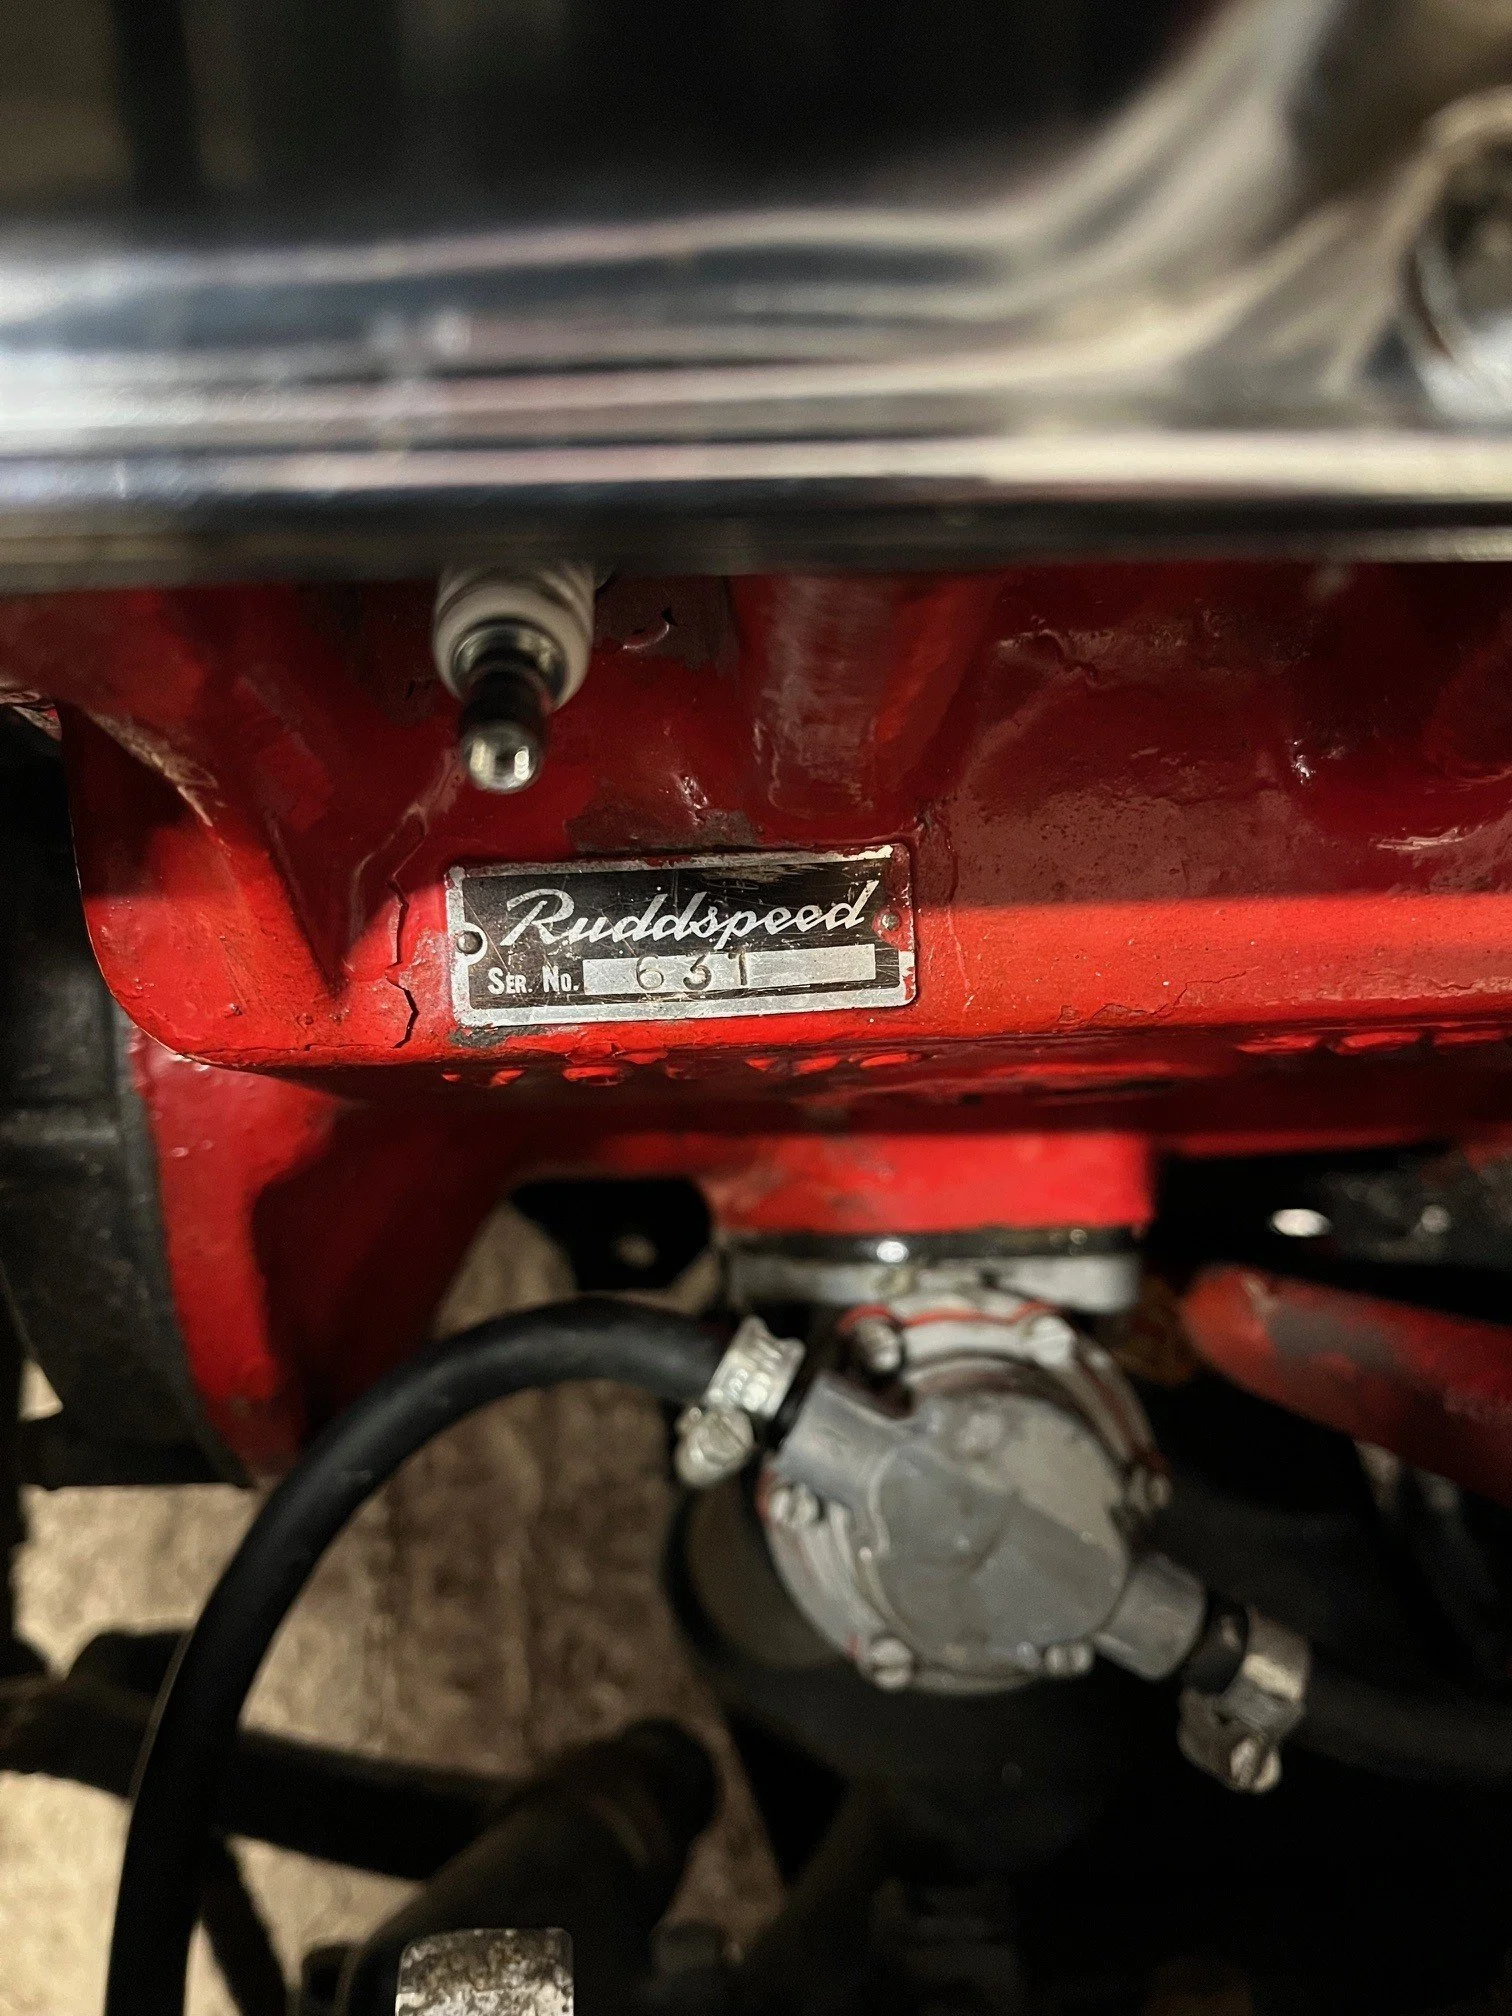 Ruddspeed
SER. NO. 631